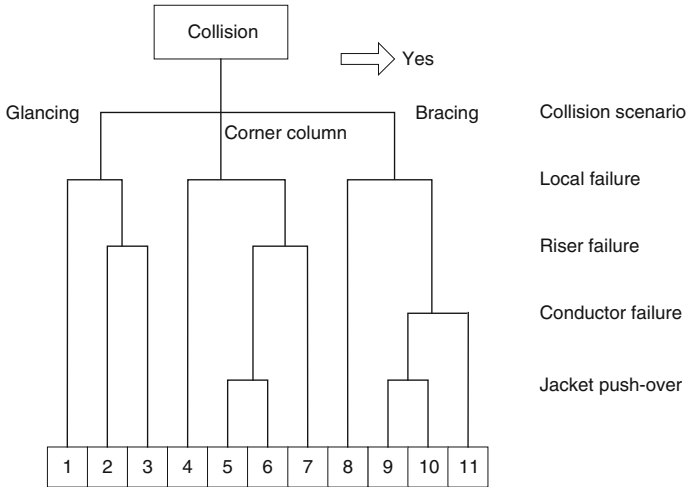 Collision
Yes
Glancing
Corner column
Bracing
Collision scenario
Local failure
Riser failure
Conductor failure
Jacket push-over
1 2 3 4 5 6 7 8 9 10 11